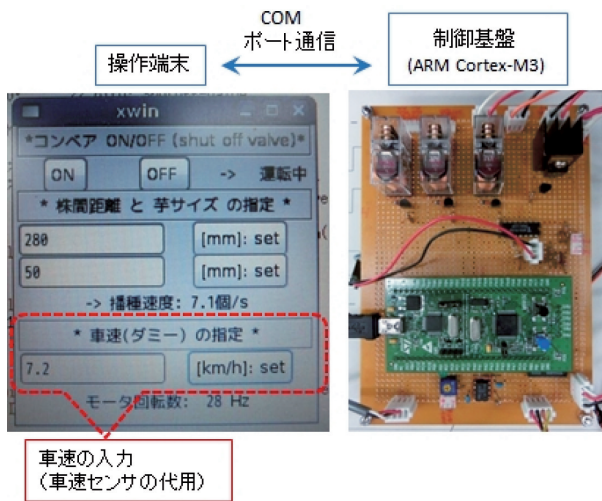 COM
ポート通信
操作端末
制御基盤
(ARM Cortex-M3)
xwin
*コンベア ON/OFF (shut off valve)*
ON
OFF
-> 運転中
* 株間距離 と 芋サイズ の指定 *
280
[mm]: set
50
[mm]: set
-> 播種速度: 7.1個/s
* 車速(ダミー) の指定 *
7.2
[km/h]: set
モータ回転数: 28 Hz
車速の入力
(車速センサの代用)